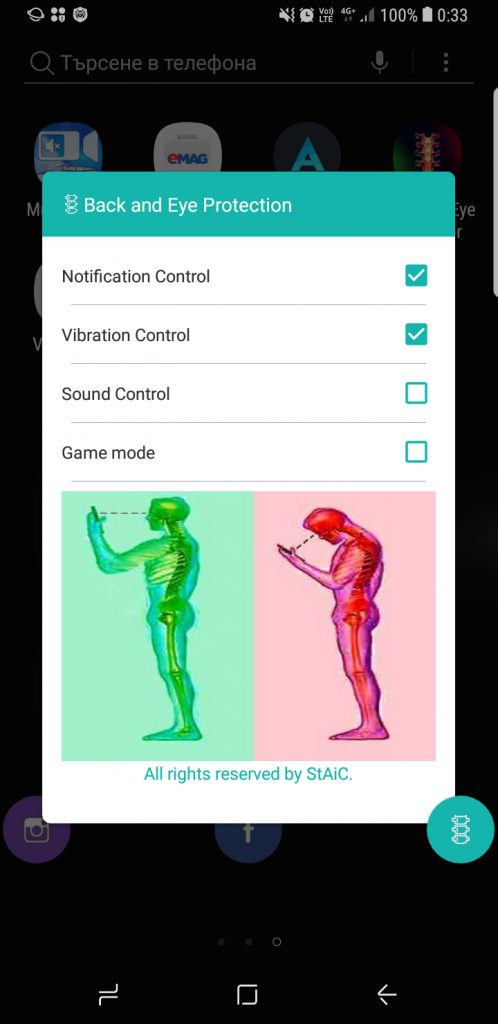 Vo))
LTE
4G+
100%
0:33
Търсене в телефона
eMAG
A
Eye
r
Back and Eye Protection
Notification Control
Vibration Control
Sound Control
Game mode
All rights reserved by StAiC.
f